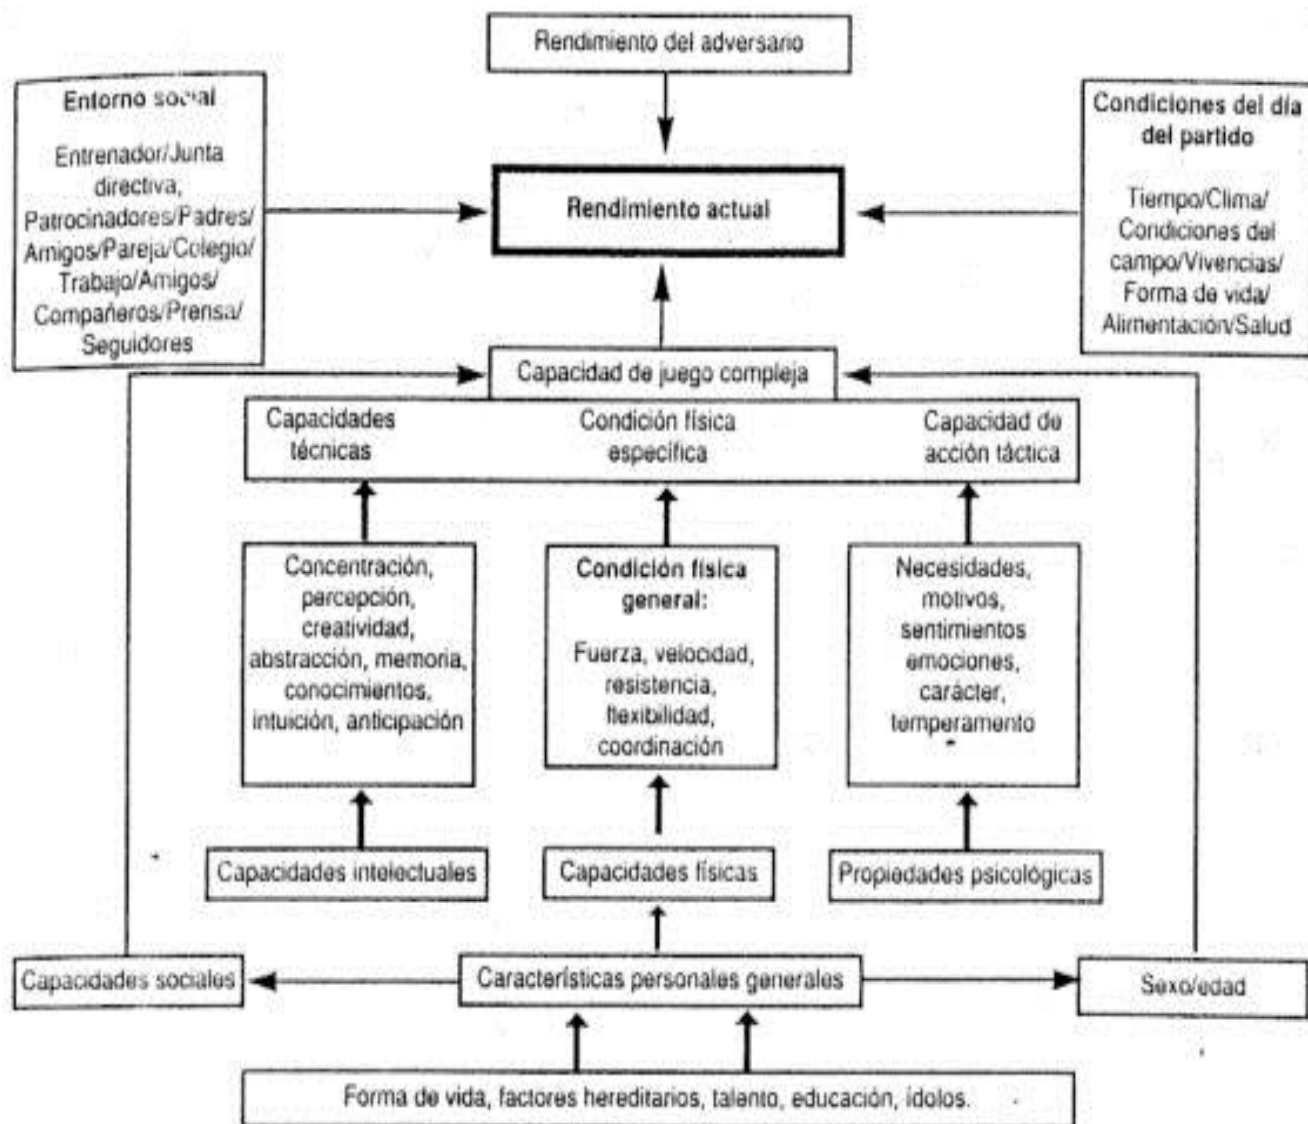 Rendimiento del adversario
Entorno social
Entrenador/Junta
directiva,
Patrocinadores/Padres/
Amigos/Pareja/Colegio/
Trabajo/Amigos/
Compañeros/Prensa/
Seguidores
Rendimiento actual
Condiciones del día
del partido
Tiempo/Clima/
Condiciones del
campo/Vivencias/
Forma de vida/
Alimentación/Salud
Capacidad de juego compleja
Capacidades
técnicas
Condición física
específica
Capacidad de
acción táctica
Concentración,
percepción,
creatividad,
abstracción, memoria,
conocimientos,
intuición, anticipación
Condición física
general:
Fuerza, velocidad,
resistencia,
flexibilidad,
coordinación
Necesidades,
motivos,
sentimientos
emociones,
carácter,
temperamento
Capacidades intelectuales
Capacidades físicas
Propiedades psicológicas
Capacidades sociales
Características personales generales
Sexo/edad
Forma de vida, factores hereditarios, talento, educación, ídolos.